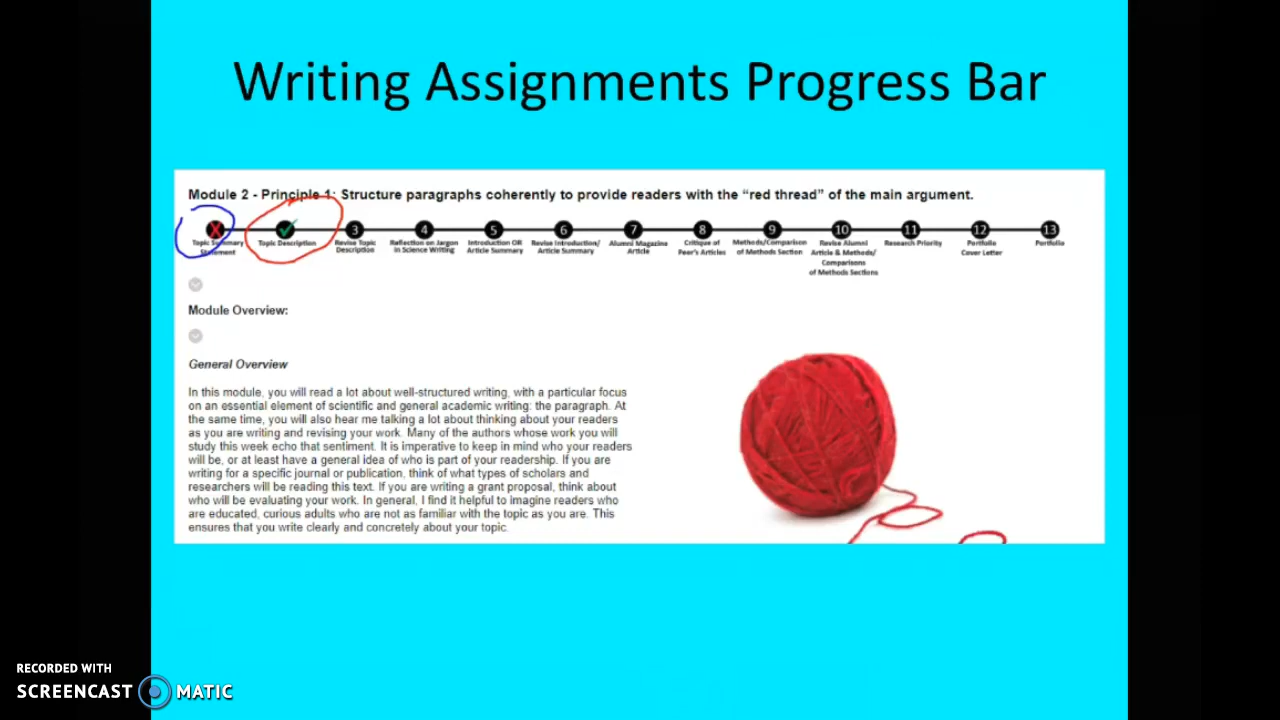 Writing Assignments Progress Bar
Module 2 - Principle 1: Structure paragraphs coherently to provide readers with the “red thread” of the main argument.
X 3 4 5 6 7 8 9 10 11 12 13
Topic Summary Statement
Topic Description
Revise Topic Description
Reflection on Jargon in Science Writing
Introduction OR Article Summary
Revise Introduction/ Article Summary
Alumni Magazine Article
Critique of Peer's Articles
Methods/Comparison of Methods Section
Revise Alumni Article & Methods/ Comparisons of Methods Sections
Research Priority
Portfolio Cover Letter
Portfolio
Module Overview:
General Overview
In this module, you will read a lot about well-structured writing, with a particular focus
on an essential element of scientific and general academic writing: the paragraph. At
the same time, you will also hear me talking a lot about thinking about your readers
as you are writing and revising your work. Many of the authors whose work you will
study this week echo that sentiment. It is imperative to keep in mind who your readers
will be, or at least have a general idea of who is part of your readership. If you are
writing for a specific journal or publication, think of what types of scholars and
researchers will be reading this text. If you are writing a grant proposal, think about
who will be evaluating your work. In general, I find it helpful to imagine readers who
are educated, curious adults who are not as familiar with the topic as you are. This
ensures that you write clearly and concretely about your topic.
RECORDED WITH
SCREENCAST MATIC